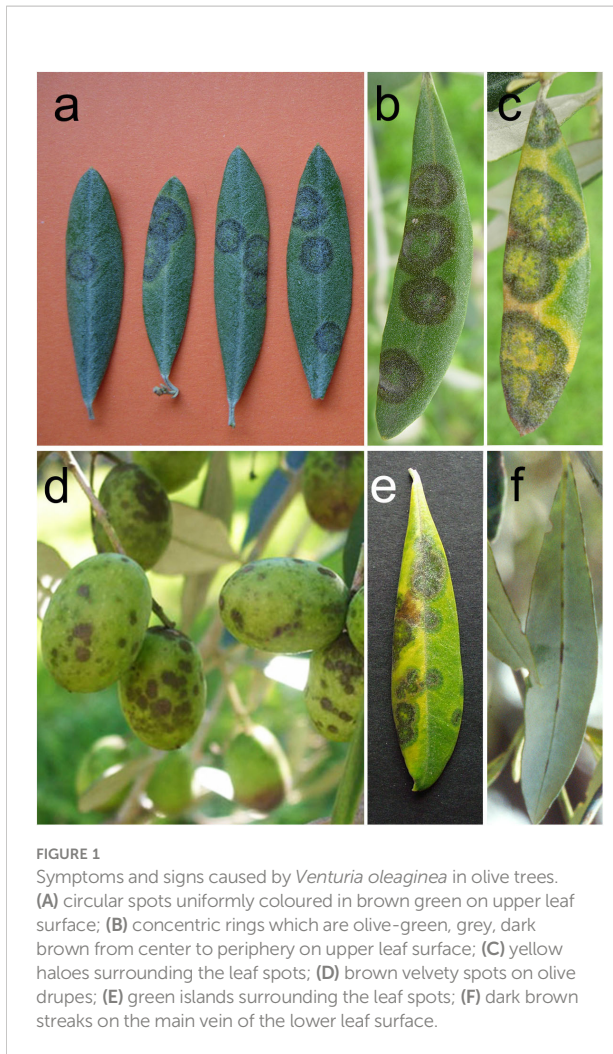 a
b
c
d
e
f
FIGURE 1
Symptoms and signs caused by Venturia oleaginea in olive trees.
(A) circular spots uniformly coloured in brown green on upper leaf
surface; (B) concentric rings which are olive-green, grey, dark
brown from center to periphery on upper leaf surface; (C) yellow
haloes surrounding the leaf spots; (D) brown velvety spots on olive
drupes; (E) green islands surrounding the leaf spots; (F) dark brown
streaks on the main vein of the lower leaf surface.